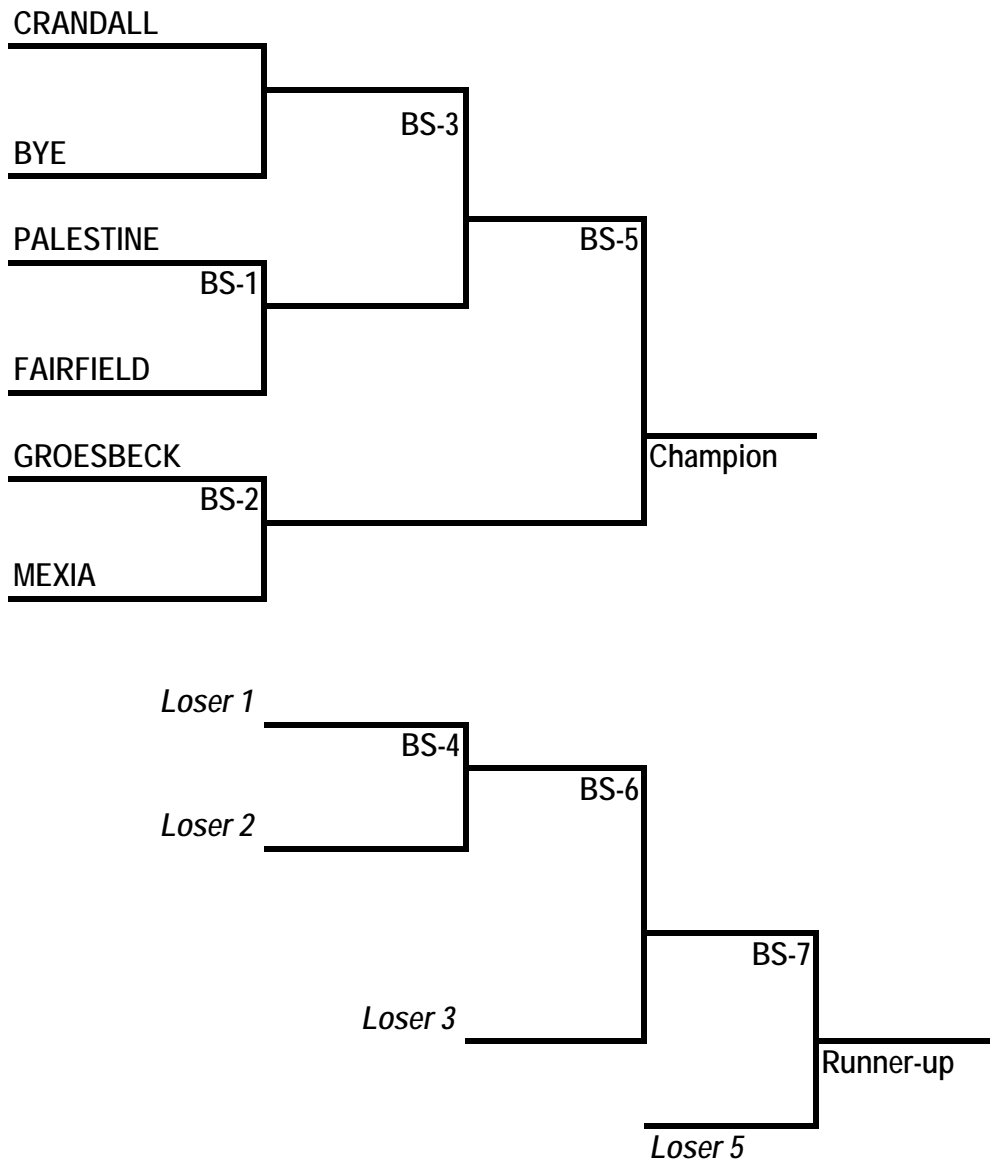 CRANDALL
BS-3
BYE
PALESTINE
BS-5
BS-1
FAIRFIELD
GROESBECK
Champion
BS-2
MEXIA
Loser 1
BS-4
BS-6
Loser 2
BS-7
Loser 3
Runner-up
Loser 5